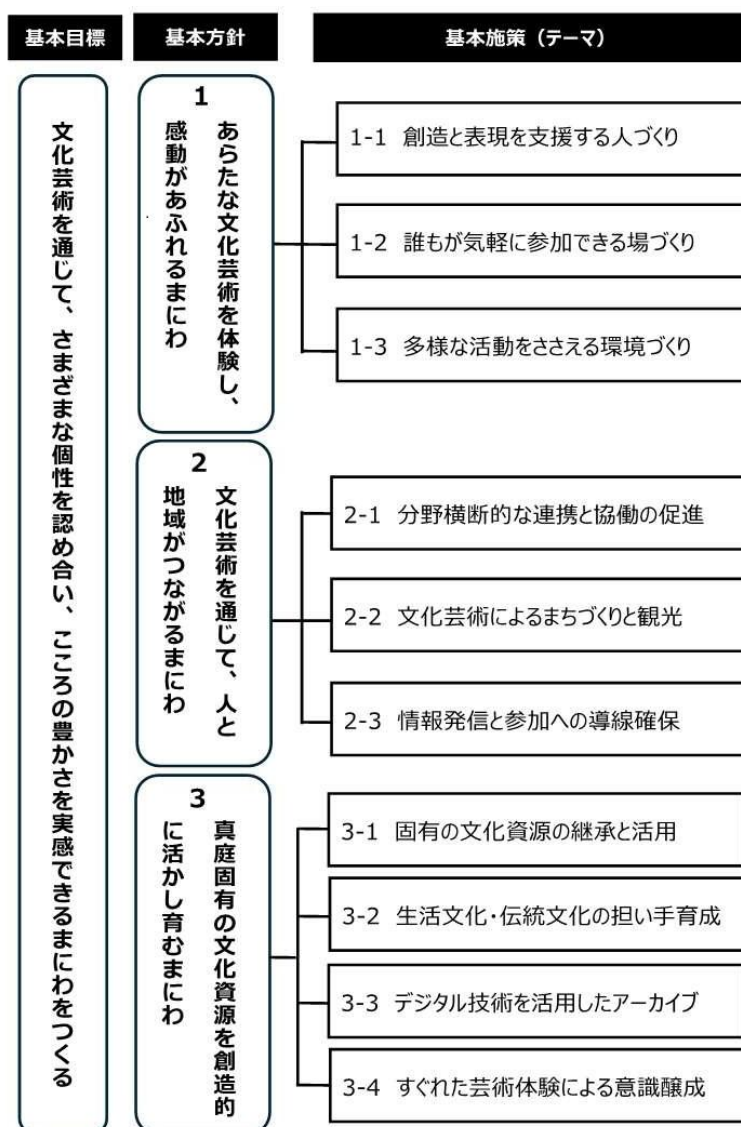 基本目標
基本方針
基本施策（テーマ）
文化芸術を通じて、さまざまな個性を認め合い、こころの豊かさを実感できるまにわをつくる
1
あらたな文化芸術を体験し、
感動があふれるまにわ
1-1 創造と表現を支援する人づくり
1-2 誰もが気軽に参加できる場づくり
1-3 多様な活動をささえる環境づくり
2
文化芸術を通じて、人と
地域がつながるまにわ
2-1 分野横断的な連携と協働の促進
2-2 文化芸術によるまちづくりと観光
2-3 情報発信と参加への導線確保
3
真庭固有の文化資源を創造的
に活かし育むまにわ
3-1 固有の文化資源の継承と活用
3-2 生活文化・伝統文化の担い手育成
3-3 デジタル技術を活用したアーカイブ
3-4 すぐれた芸術体験による意識醸成